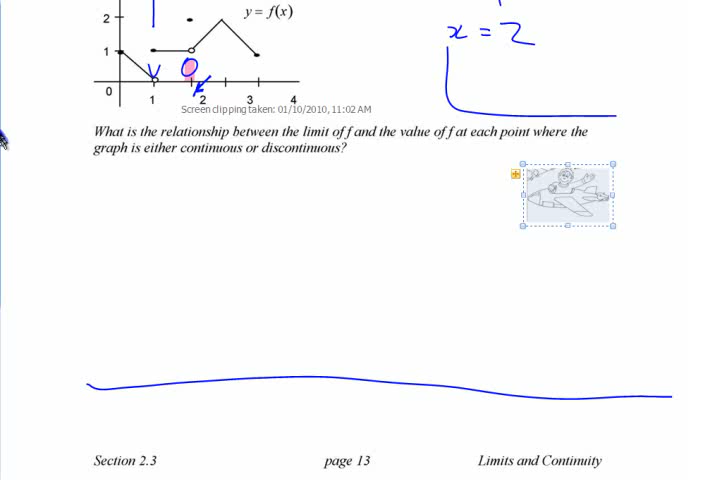 2
y = f(x)
x = 2
1
0
1
2
3
4
Screen clipping taken: 01/10/2010, 11:02 AM
What is the relationship between the limit of f and the value of f at each point where the
graph is either continuous or discontinuous?
Section 2.3
page 13
Limits and Continuity